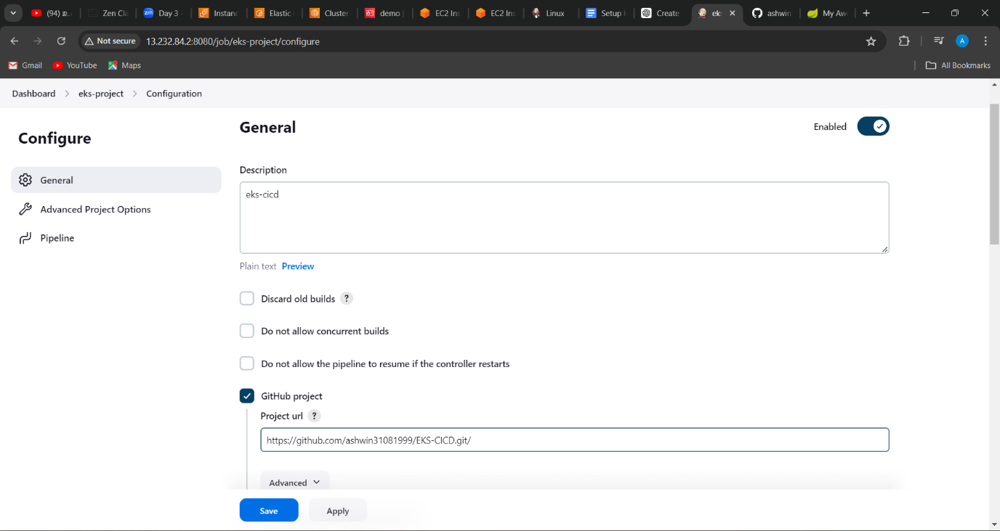 (94)
Zen Cla
Day 3
Instanc
Elastic
Cluster
demo
EC2 Ins
EC2 Ins
Linux
Setup
Create
eks
ashwin
My Aw
Not secure
13.232.84.2:8080/job/eks-project/configure
A
Gmail
YouTube
Maps
All Bookmarks
Dashboard
eks-project
Configuration
Configure
General
Advanced Project Options
Pipeline
General
Enabled
Description
eks-cicd
Plain text Preview
Discard old builds ?
Do not allow concurrent builds
Do not allow the pipeline to resume if the controller restarts
GitHub project
Project url ?
https://github.com/ashwin31081999/EKS-CICD.git/
Advanced
Save
Apply